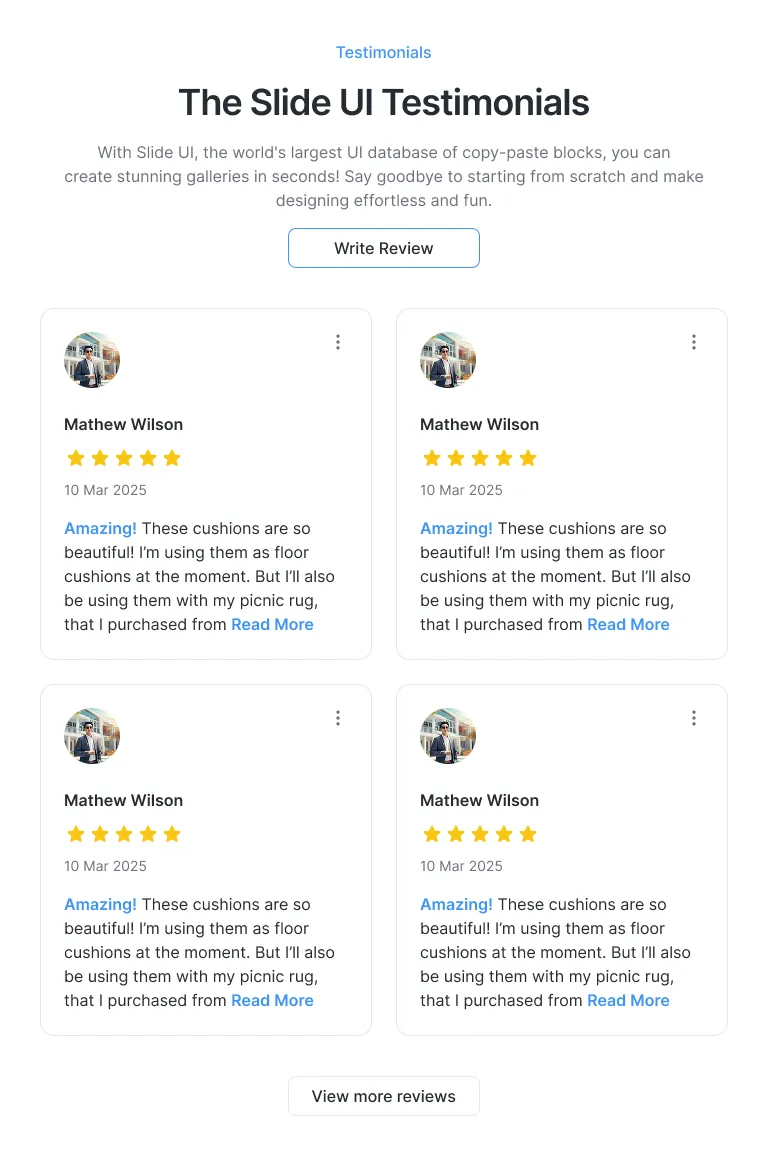 Testimonials
The Slide UI Testimonials
With Slide UI, the world's largest UI database of copy-paste blocks, you can
create stunning galleries in seconds! Say goodbye to starting from scratch and make
designing effortless and fun.
Write Review
Mathew Wilson
10 Mar 2025
Amazing! These cushions are so
beautiful! I’m using them as floor
cushions at the moment. But I’ll also
be using them with my picnic rug,
that I purchased from Read More
Mathew Wilson
10 Mar 2025
Amazing! These cushions are so
beautiful! I’m using them as floor
cushions at the moment. But I’ll also
be using them with my picnic rug,
that I purchased from Read More
Mathew Wilson
10 Mar 2025
Amazing! These cushions are so
beautiful! I’m using them as floor
cushions at the moment. But I’ll also
be using them with my picnic rug,
that I purchased from Read More
Mathew Wilson
10 Mar 2025
Amazing! These cushions are so
beautiful! I’m using them as floor
cushions at the moment. But I’ll also
be using them with my picnic rug,
that I purchased from Read More
View more reviews